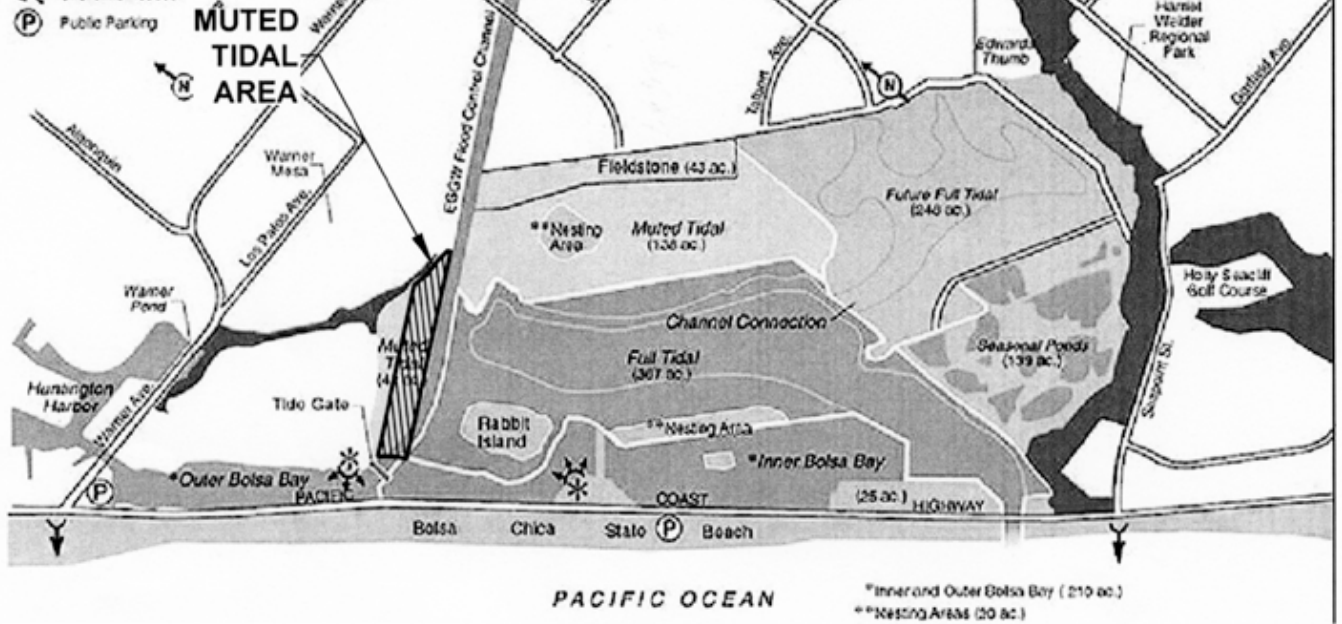 Public Parking
P
MUTED
TIDAL
AREA
N
Algonquin
Warner
Mesa
Los Patos Ave.
EGGW Flood Control Channel
Talbert Ave.
N
Edwards
Thumb
Harriet
Weider
Regional
Park
Garfield Ave.
Fieldstone (43 ac.)
**Nesting
Area
Muted Tidal
(138 ac.)
Future Full Tidal
(248 ac.)
Warner
Pond
Holly Seacliff
Golf Course
Channel Connection
Muted
Full Tidal
(367 ac.)
Seasonal Ponds
(139 ac.)
Huntington
Harbor
Warner Ave.
Tide Gate
Rabbit
Island
**Nesting Area
Seapoint St.
*Outer Bolsa Bay
*Inner Bolsa Bay
P
PACIFIC
COAST
HIGHWAY
Bolsa Chica State P Beach
PACIFIC OCEAN
*Inner and Outer Bolsa Bay (210 ac.)
**Nesting Areas (20 ac.)